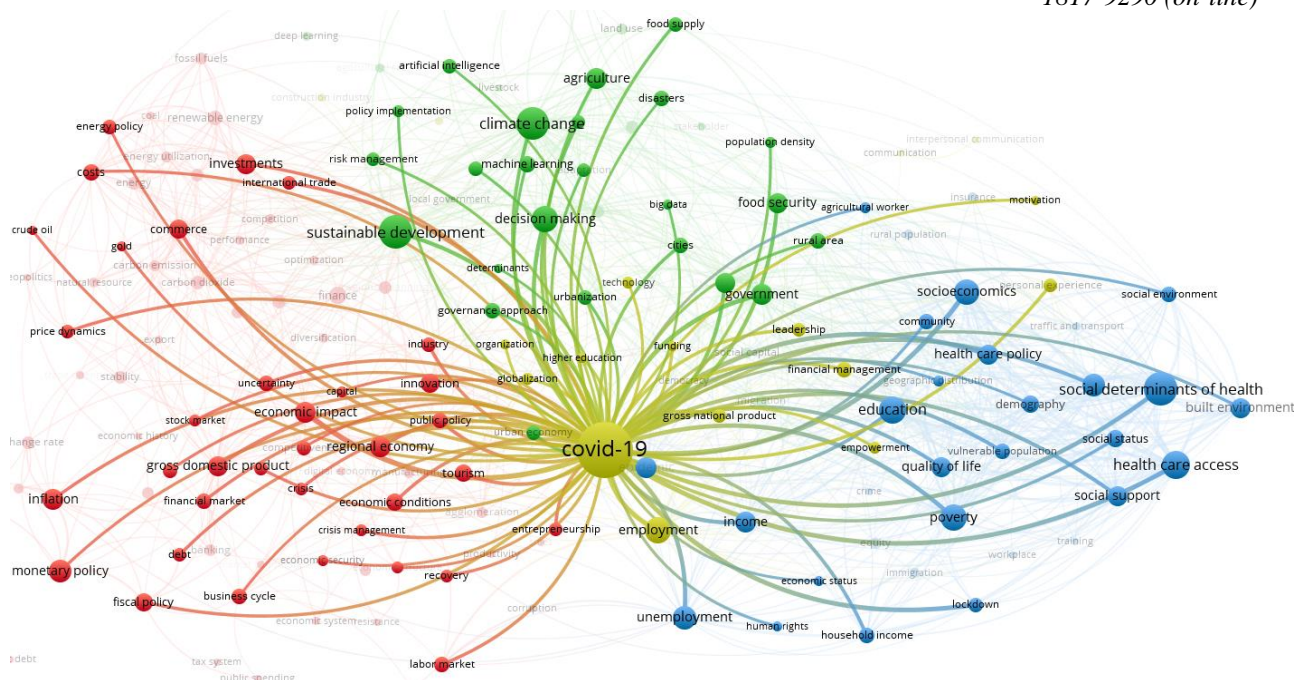 1817-9290 (on-line)
food supply
land use
deep learning
fossil fuels
artificial intelligence
agriculture
livestock
disasters
construction industry
policy implementation
coal
renewable energy
climate change
energy policy
stakeholder
population density
interpersonal communication
communication
energy utilization
risk management
investments
machine learning
costs
energy
international trade
local government
big data
food security
agricultural worker
insurance
motivation
competition
decision making
crude oil
commerce
sustainable development
rural area
rural population
performance
gold
cities
optimization
carbon emission
determinants
natural resource
carbon dioxide
technology
personal experience
finance
urbanization
government
socioeconomics
social environment
governance approach
price dynamics
export
diversification
industry
organization
higher education
funding
leadership
community
traffic and transport
social capital
health care policy
stability
uncertainty
capital
innovation
globalization
democracy
financial management
geographic distribution
social determinants of health
stock market
economic impact
public policy
gross national product
education
demography
built environment
economic history
urban economy
regional economy
covid-19
empowerment
vulnerable population
social status
gross domestic product
tourism
quality of life
health care access
inflation
financial market
crisis
economic conditions
crime
social support
agglomeration
crisis management
entrepreneurship
employment
income
poverty
debt
banking
economic security
productivity
equity
workplace
training
monetary policy
recovery
economic status
immigration
fiscal policy
business cycle
corruption
unemployment
lockdown
economic system
resistance
human rights
household income
debt
tax system
labor market
public spending